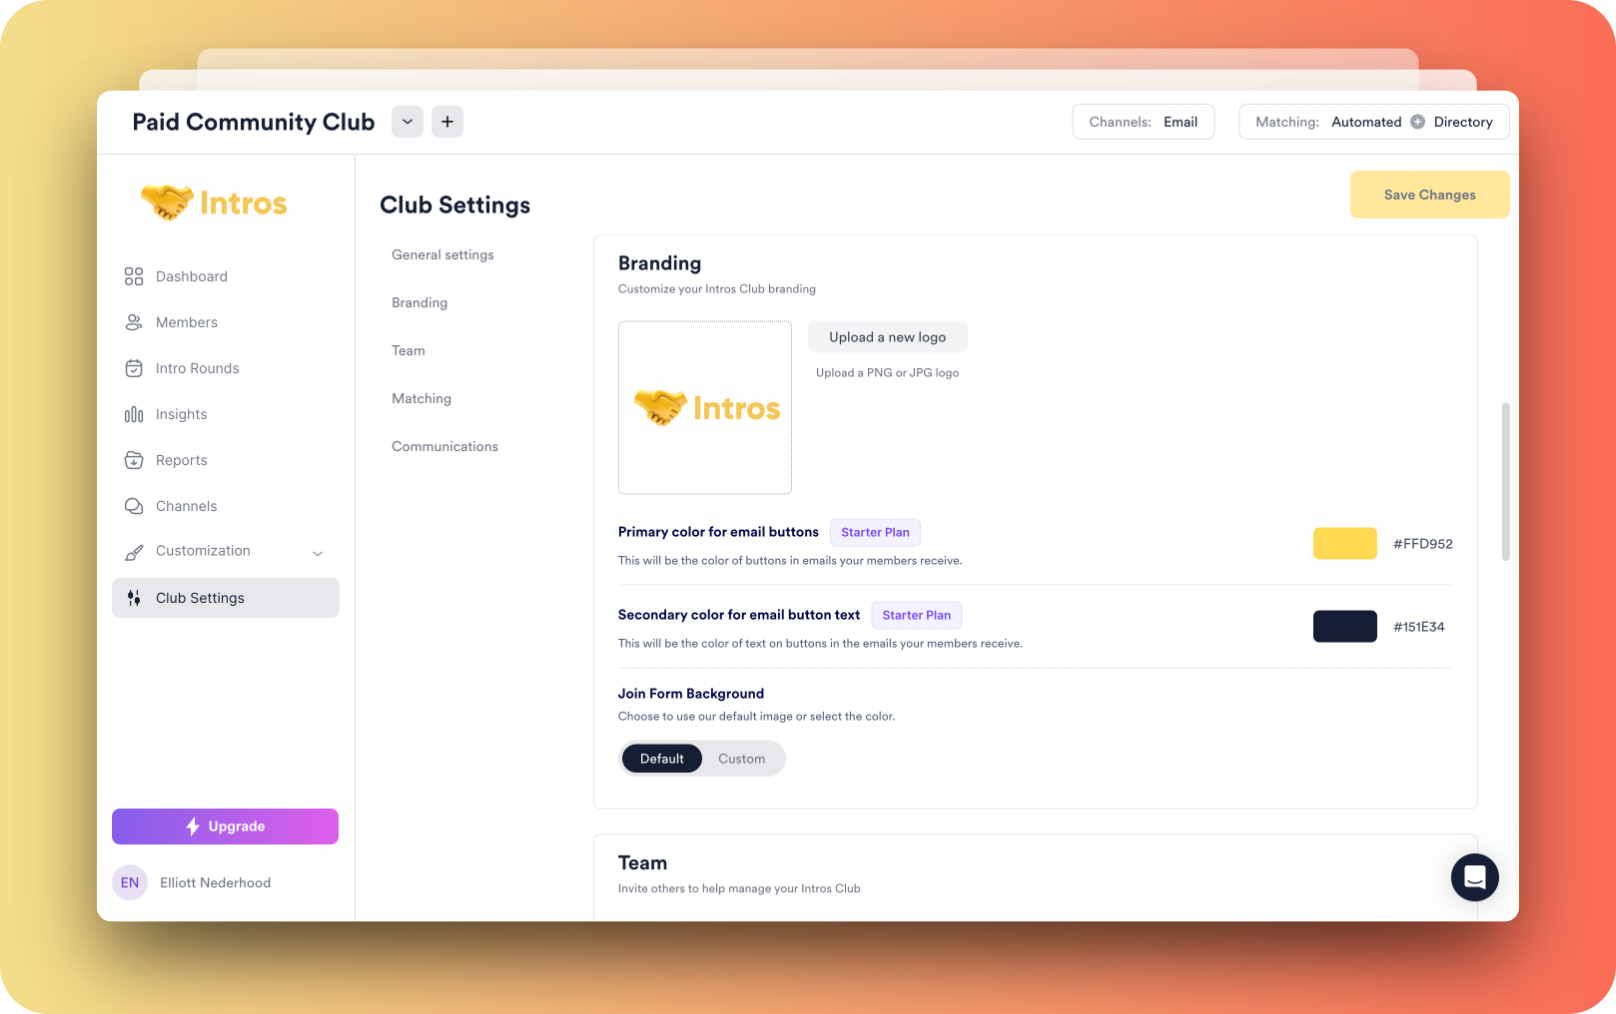 Paid Community Club
Channels: Email
Matching: Automated Directory
Intros
Dashboard
Members
Intro Rounds
Insights
Reports
Channels
Customization
Club Settings
Upgrade
EN
Elliott Nederhood
Club Settings
Save Changes
General settings
Branding
Team
Matching
Communications
Branding
Customize your Intros Club branding
Intros
Upload a new logo
Upload a PNG or JPG logo
Primary color for email buttons Starter Plan
This will be the color of buttons in emails your members receive.
#FFD952
Secondary color for email button text Starter Plan
This will be the color of text on buttons in the emails your members receive.
#151E34
Join Form Background
Choose to use our default image or select the color.
Default Custom
Team
Invite others to help manage your Intros Club